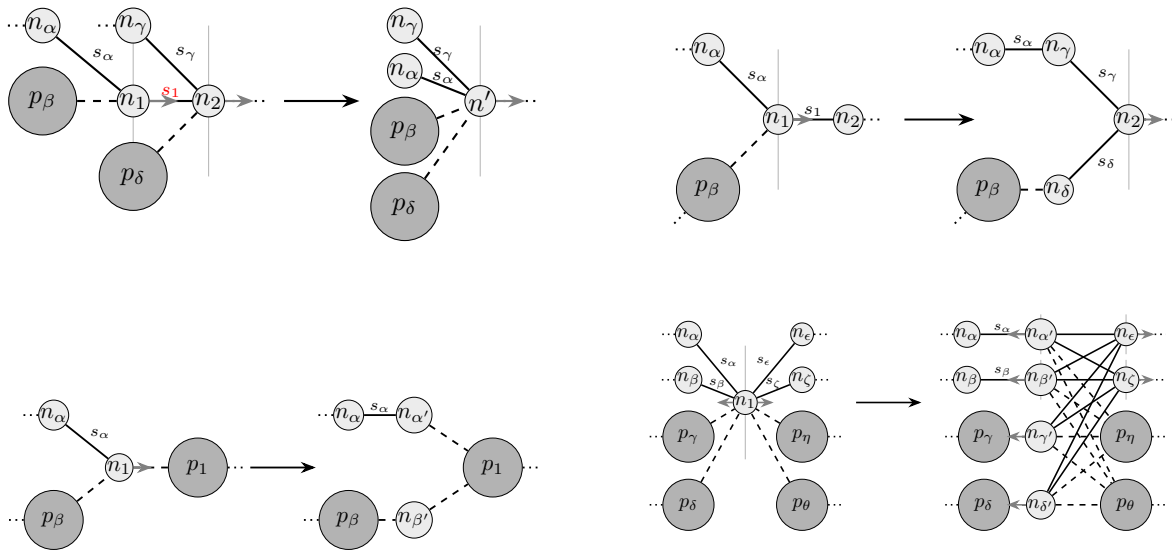 n_α n_γ s_α s_γ p_β n_1 s_1 n_2 p_δ
n_γ s_γ n_α s_α n' p_β p_δ
n_α s_α n_1 s_1 n_2 p_β
n_α s_α n_γ s_γ n_2 s_δ p_β n_δ
n_α s_α n_1 p_1 p_β
n_α s_α n_α' p_1 p_β n_β'
n_α n_ϵ s_α s_ϵ n_β s_β s_ζ n_ζ n_1 p_γ p_η p_δ p_θ
n_α s_α n_α' n_ϵ
n_β s_β n_β' n_ζ
p_γ n_γ' p_η
p_δ n_δ' p_θ